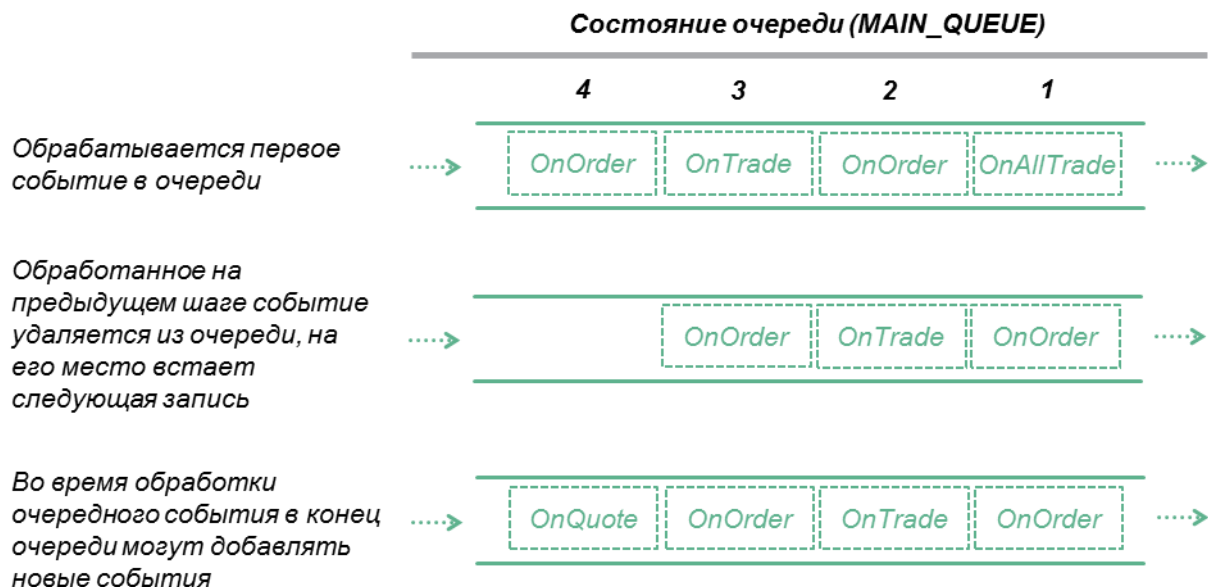 Состояние очереди (MAIN_QUEUE)
4 3 2 1
Обрабатывается первое
событие в очереди
OnOrder OnTrade OnOrder OnAllTrade
Обработанное на
предыдущем шаге событие
удаляется из очереди, на
его место встает
следующая запись
OnOrder OnTrade OnOrder
Во время обработки
очередного события в конец
очереди могут добавлять
новые события
OnQuote OnOrder OnTrade OnOrder